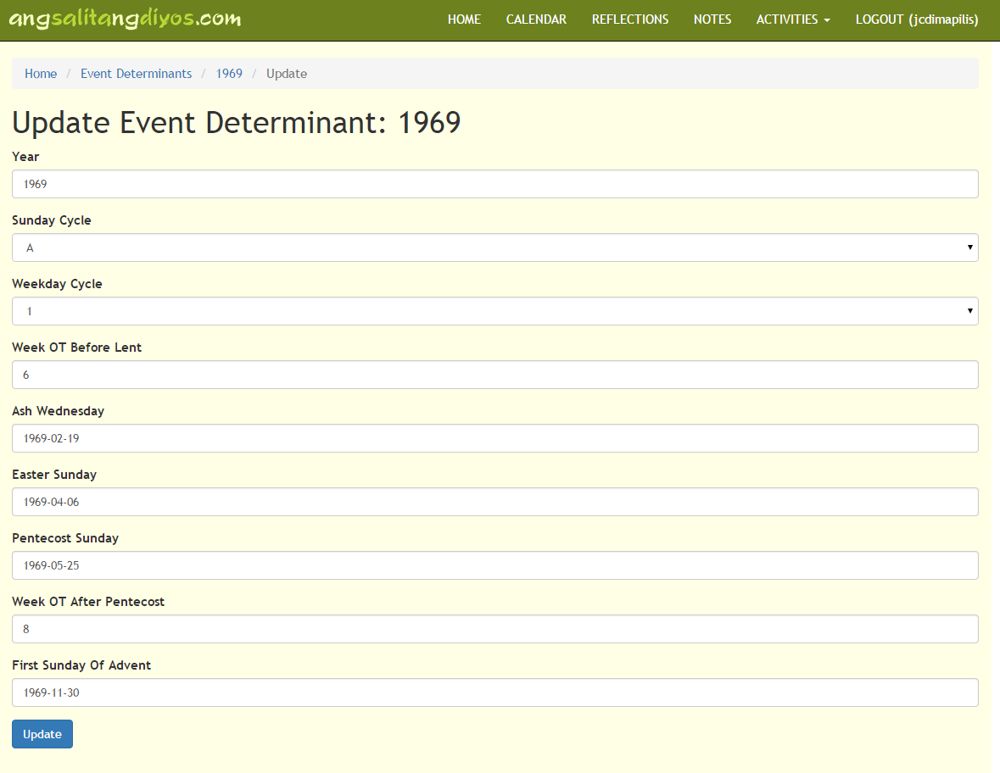 angsalitangdiyos.com HOME CALENDAR REFLECTIONS NOTES ACTIVITIES LOGOUT (jcdimapilis)
Home / Event Determinants / 1969 / Update
Update Event Determinant: 1969
Year
1969
Sunday Cycle
A
Weekday Cycle
1
Week OT Before Lent
6
Ash Wednesday
1969-02-19
Easter Sunday
1969-04-06
Pentecost Sunday
1969-05-25
Week OT After Pentecost
8
First Sunday Of Advent
1969-11-30
Update